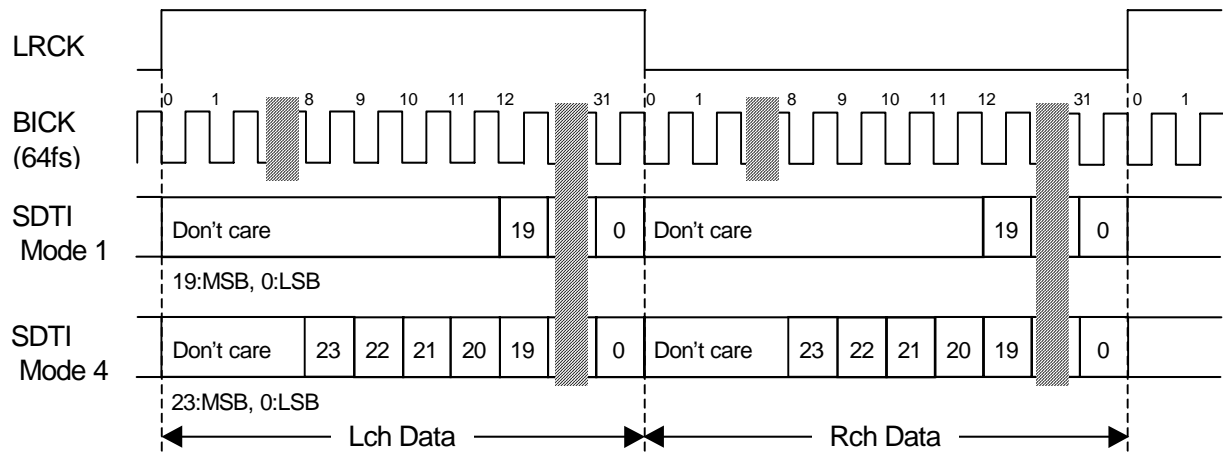 LRCK
0 1 8 9 10 11 12 31 0 1 8 9 10 11 12 31 0 1
BICK
(64fs)
SDTI
Mode 1
Don't care 19 0 Don't care 19 0
19:MSB, 0:LSB
SDTI
Mode 4
Don't care 23 22 21 20 19 0 Don't care 23 22 21 20 19 0
23:MSB, 0:LSB
Lch Data Rch Data